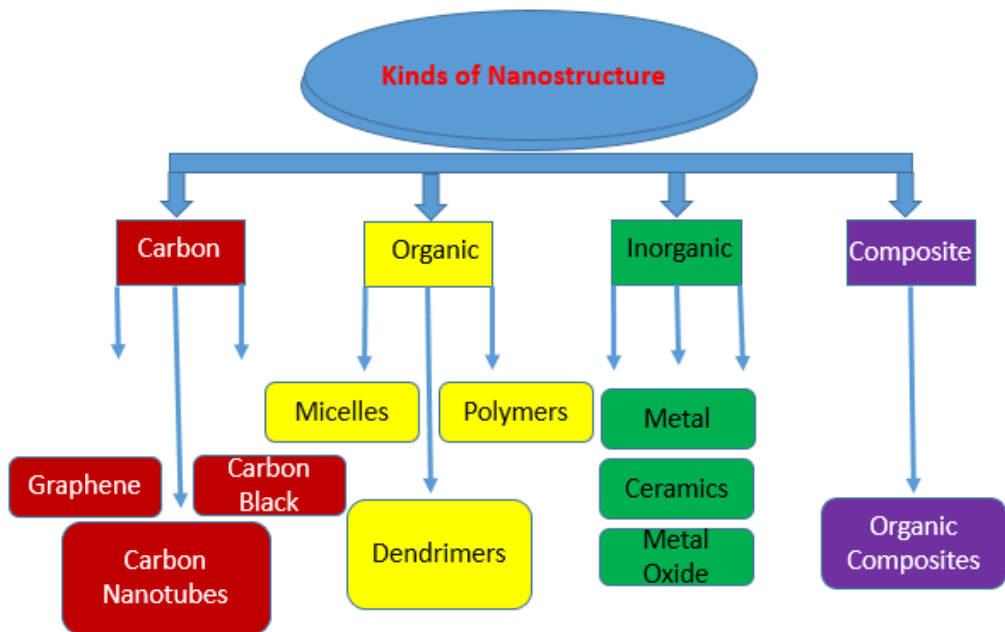 Kinds of Nanostructure
Carbon
Organic
Inorganic
Composite
Micelles
Polymers
Metal
Graphene
Carbon
Black
Ceramics
Carbon
Nanotubes
Dendrimers
Metal
Oxide
Organic
Composites